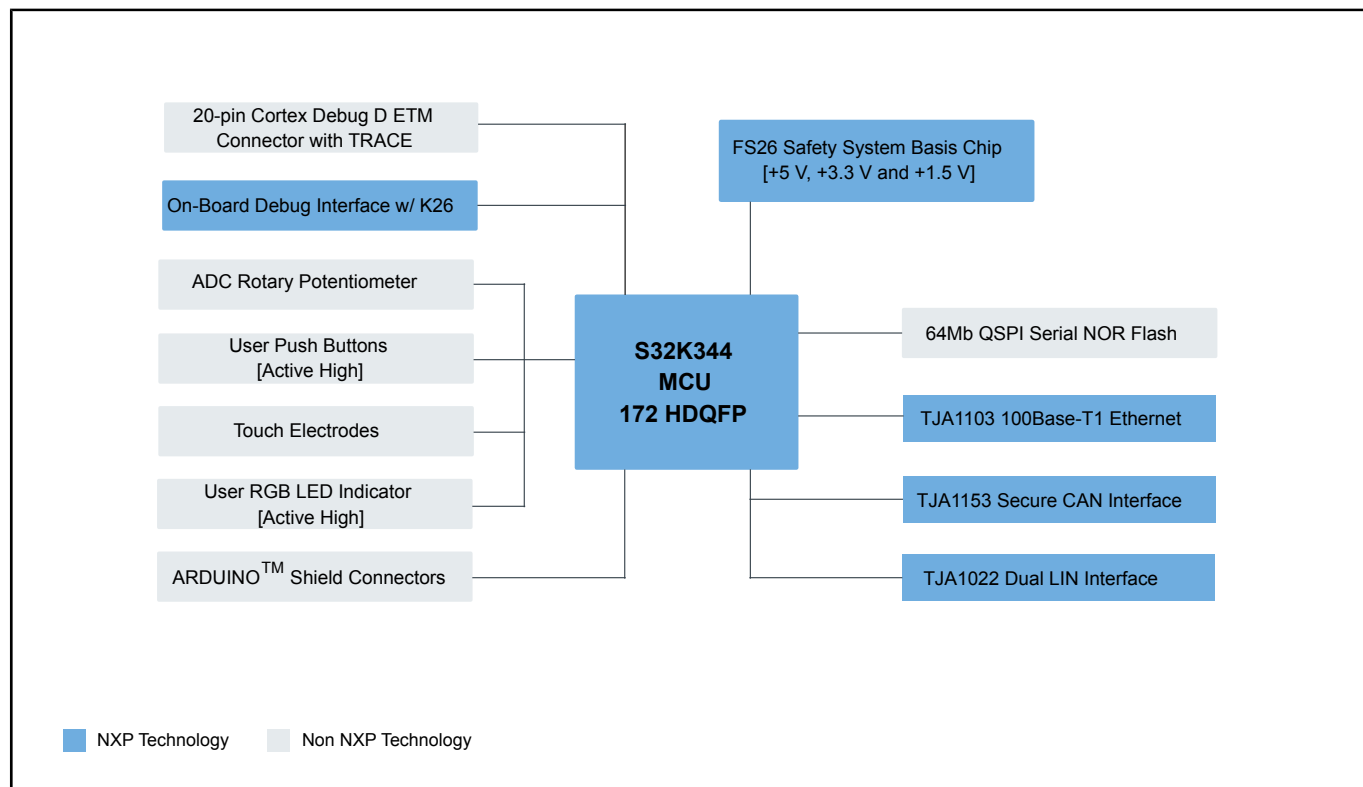 20-pin Cortex Debug D ETM
Connector with TRACE
On-Board Debug Interface w/ K26
ADC Rotary Potentiometer
User Push Buttons
[Active High]
Touch Electrodes
User RGB LED Indicator
[Active High]
ARDUINO™ Shield Connectors
S32K344
MCU
172 HDQFP
FS26 Safety System Basis Chip
[+5 V, +3.3 V and +1.5 V]
64Mb QSPI Serial NOR Flash
TJA1103 100Base-T1 Ethernet
TJA1153 Secure CAN Interface
TJA1022 Dual LIN Interface
NXP Technology
Non NXP Technology